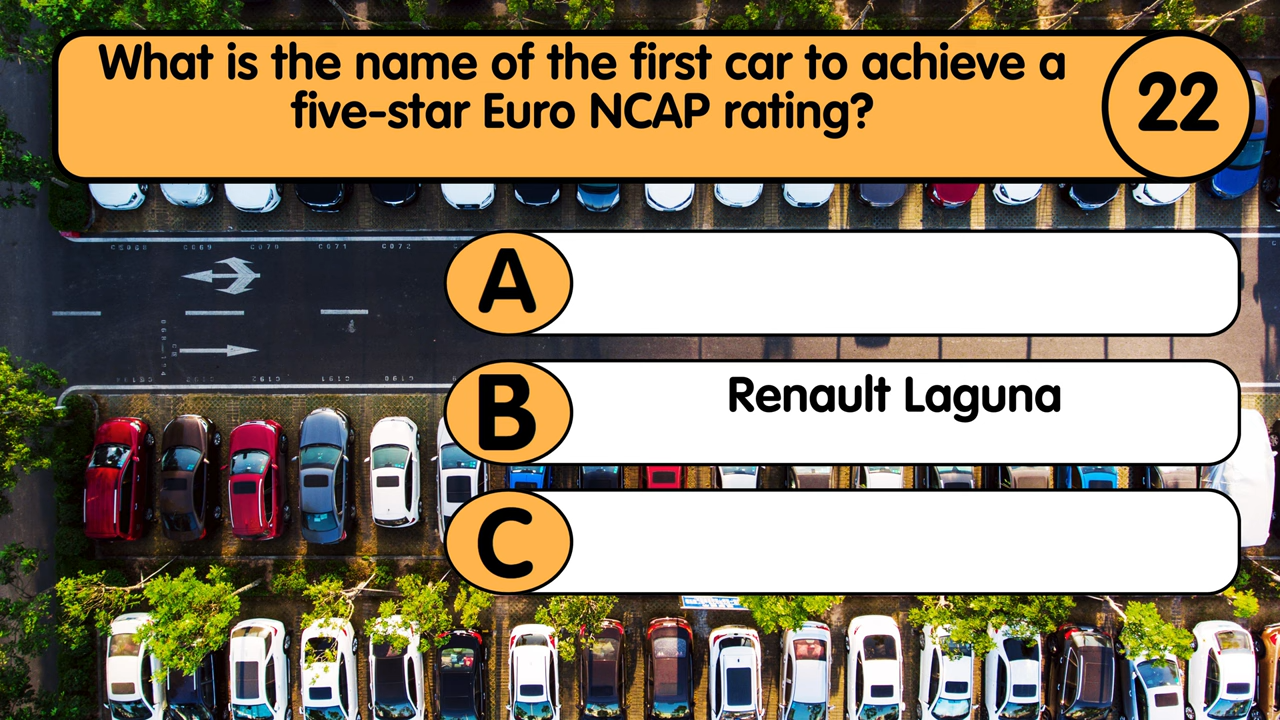 What is the name of the first car to achieve a
five-star Euro NCAP rating?
22
A
B
Renault Laguna
C